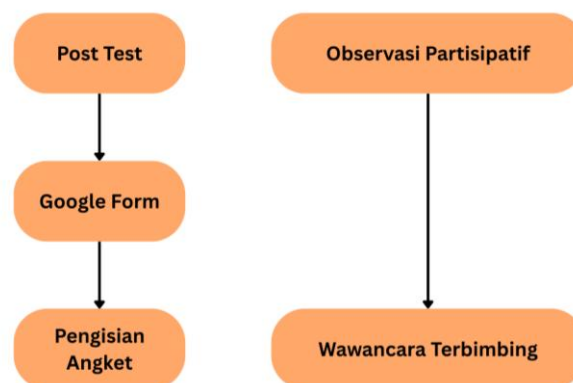 Post Test
Observasi Partisipatif
Google Form
Pengisian
Angket
Wawancara Terbimbing